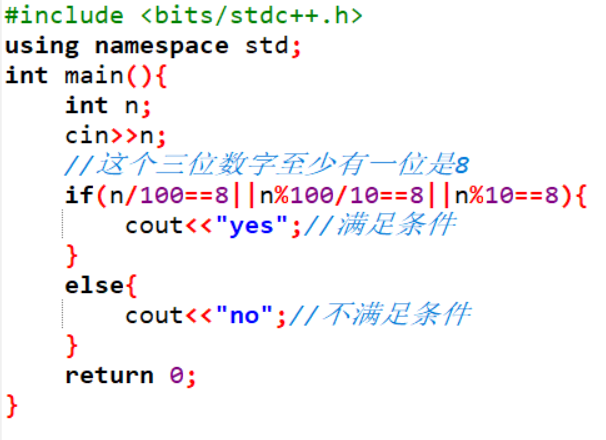 #include <bits/stdc++.h>
using namespace std;
int main(){
    int n;
    cin>>n;
    //这个三位数字至少有一位是8
    if(n/100==8||n%100/10==8||n%10==8){
        cout<<"yes";//满足条件
    }
    else{
        cout<<"no";//不满足条件
    }
    return 0;
}